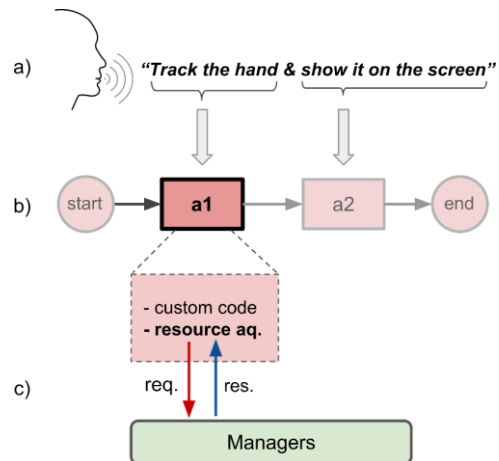 a) “Track the hand & show it on the screen”
b) start a1 a2 end
- custom code
- resource aq.
req. res.
c)
Managers